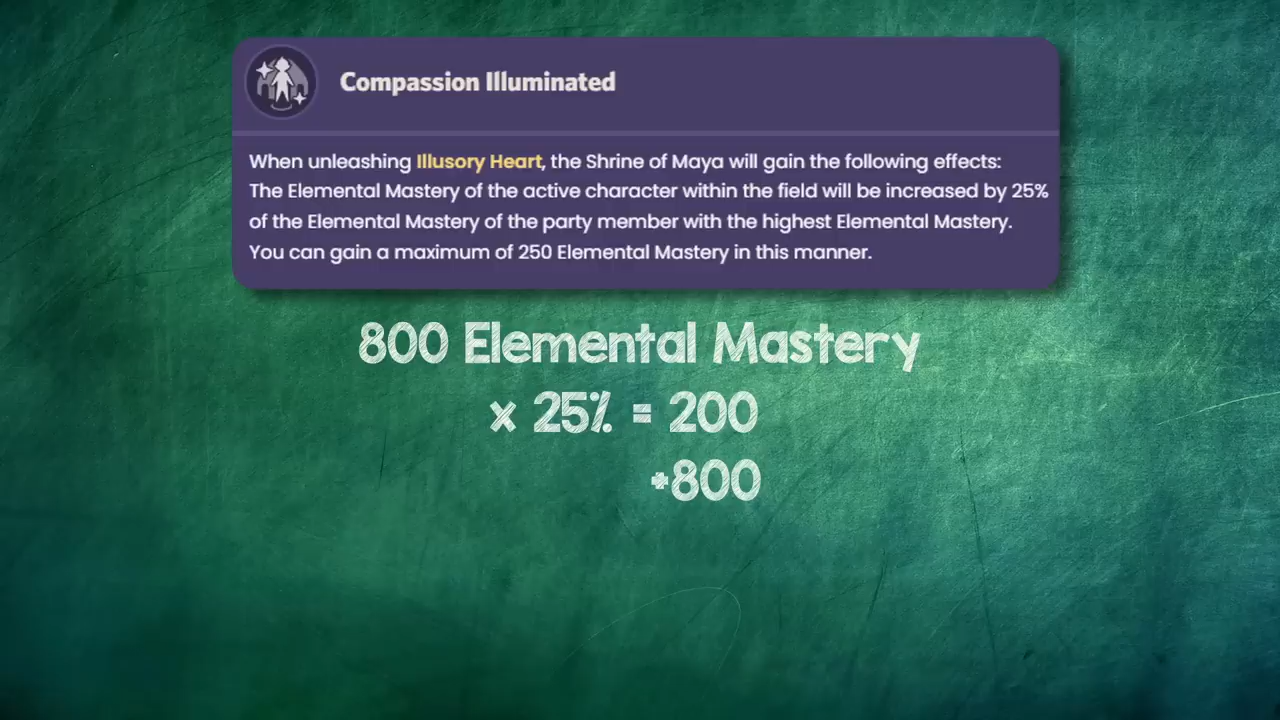 Compassion Illuminated
When unleashing Illusory Heart, the Shrine of Maya will gain the following effects:
The Elemental Mastery of the active character within the field will be increased by 25%
of the Elemental Mastery of the party member with the highest Elemental Mastery.
You can gain a maximum of 250 Elemental Mastery in this manner.
800 Elemental Mastery
x 25% = 200
+800